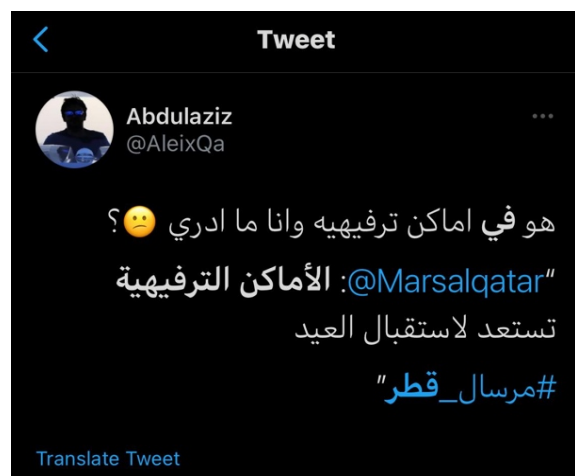 Tweet
Abdulaziz
@AleixQa
هو في اماكن ترفيهيه وانا ما ادري 😕؟
“@Marsalqatar: الأماكن الترفيهية
تستعد لاستقبال العيد
#مرسال_قطر”
Translate Tweet